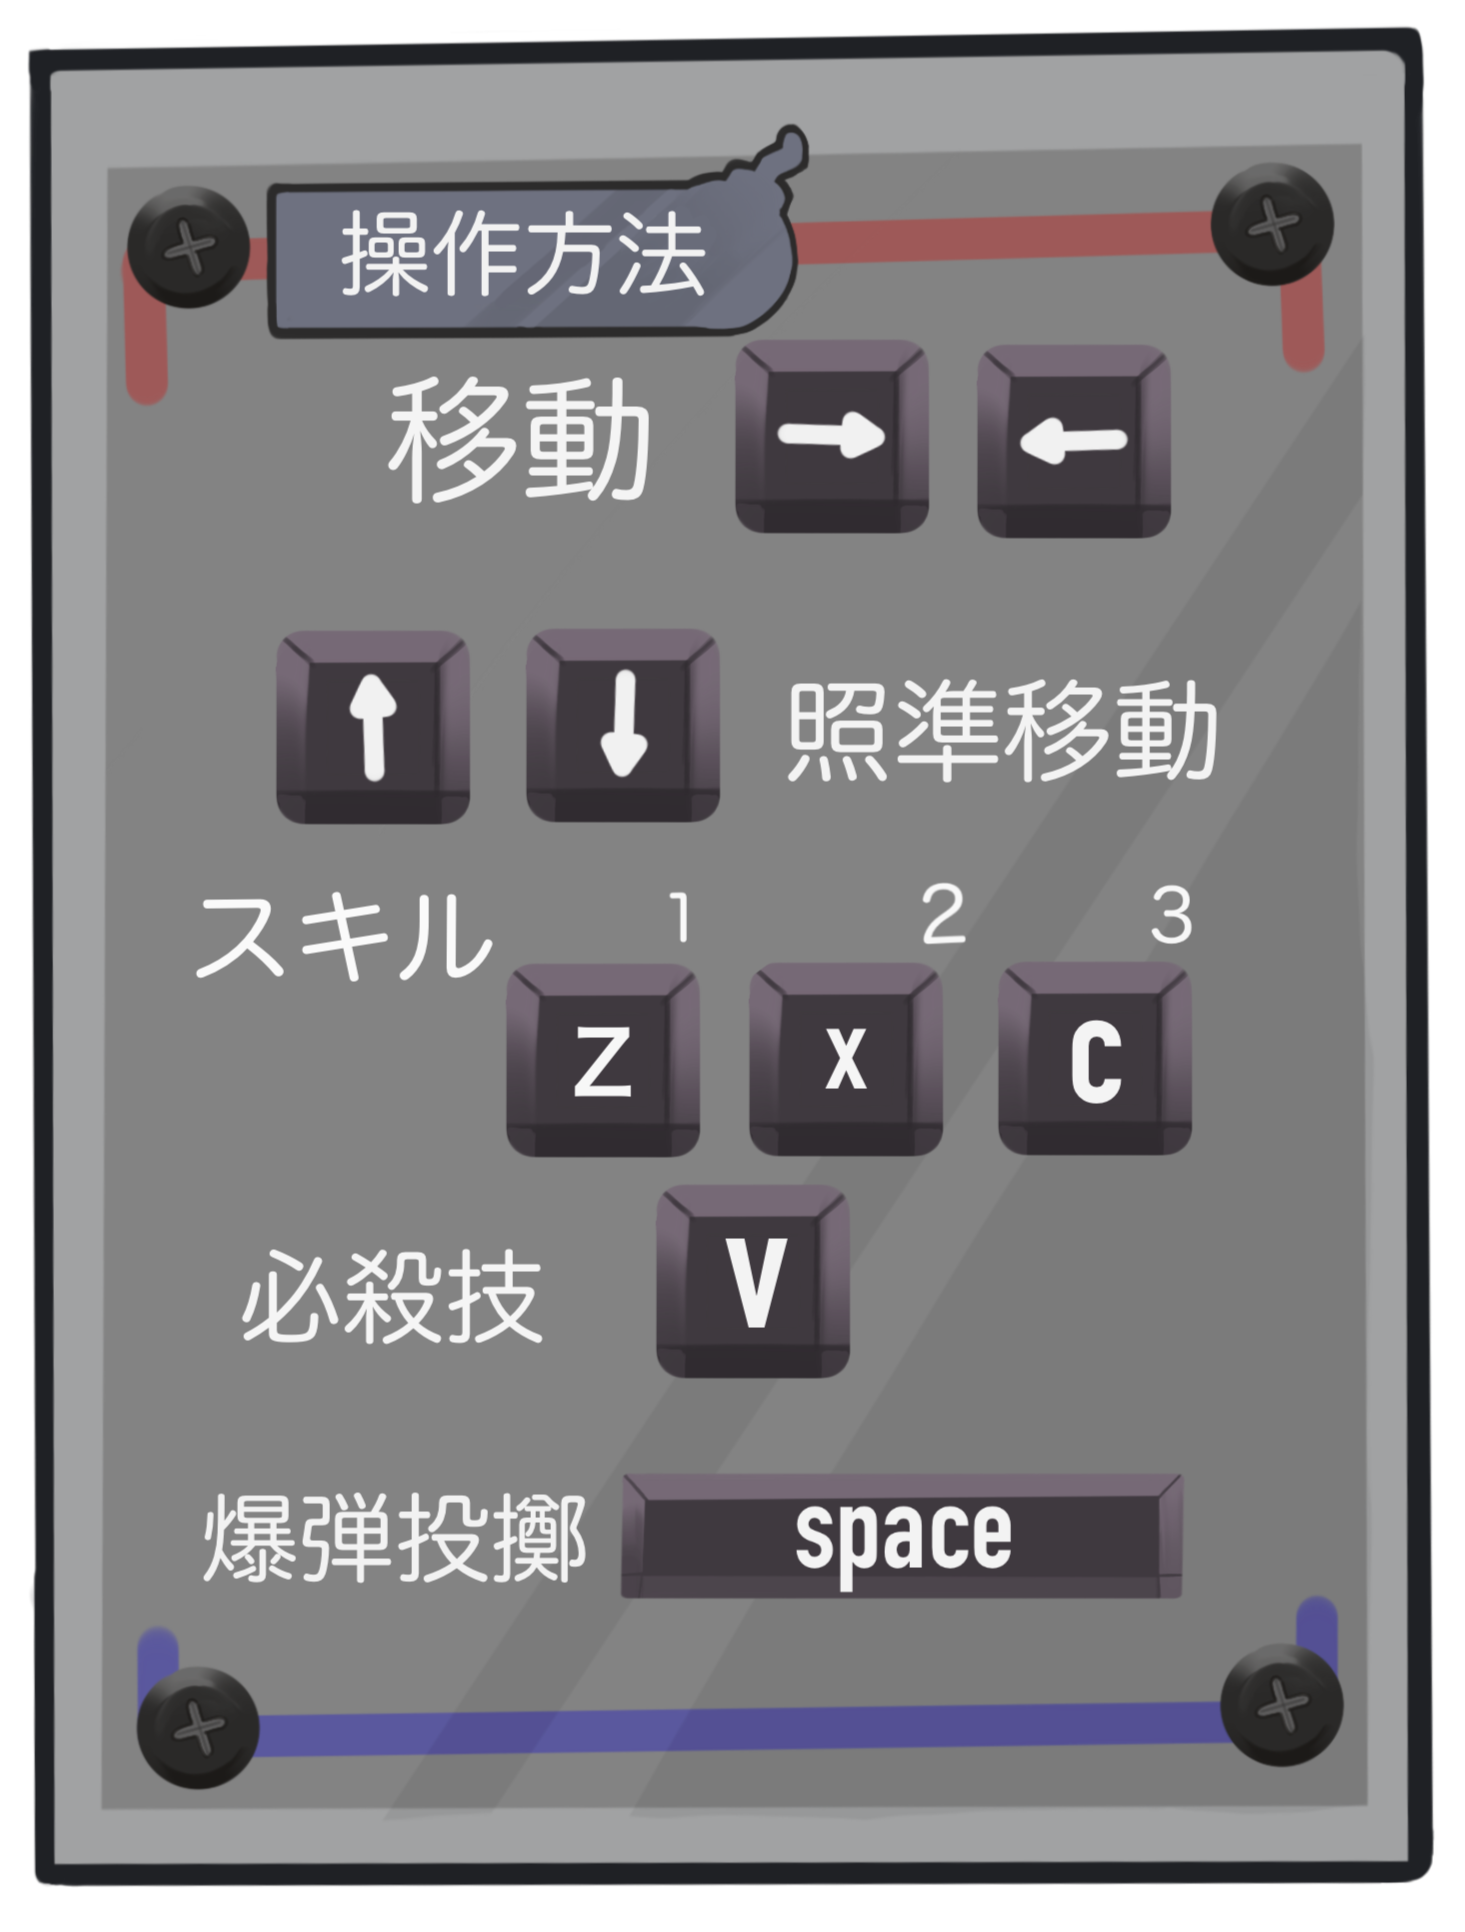 操作方法
移動 → ←
↑ ↓ 照準移動
スキル 1 2 3
Z X C
必殺技 V
爆弾投擲 space